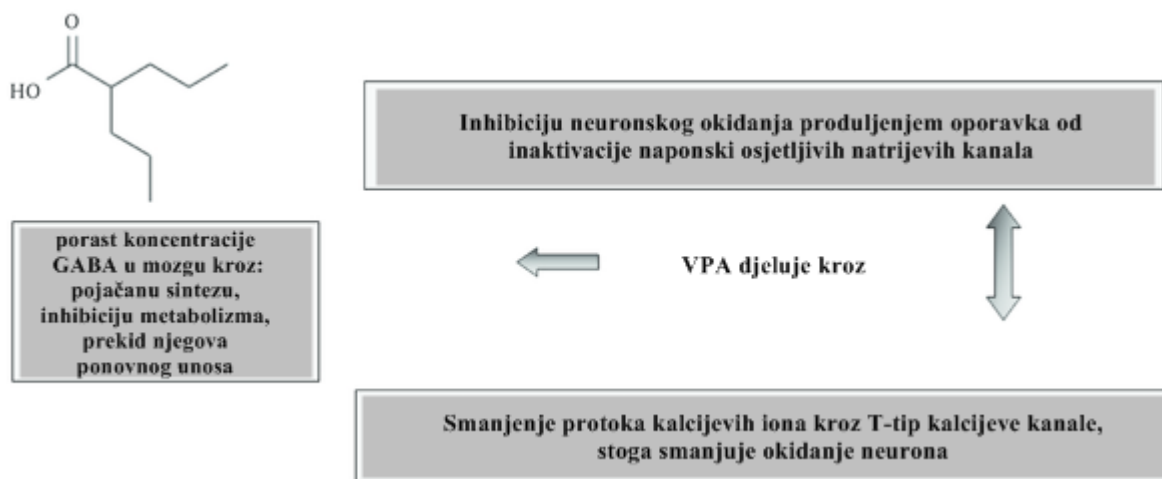 O
HO
Inhibiciju neuronskog okidanja produljenjem oporavka od
inaktivacije naponski osjetljivih natrijevih kanala
porast koncentracije
GABA u mozgu kroz:
pojačanu sintezu,
inhibiciju metabolizma,
prekid njegova
ponovnog unosa
VPA djeluje kroz
Smanjenje protoka kalcijevih iona kroz T-tip kalcijeve kanale,
stoga smanjuje okidanje neurona